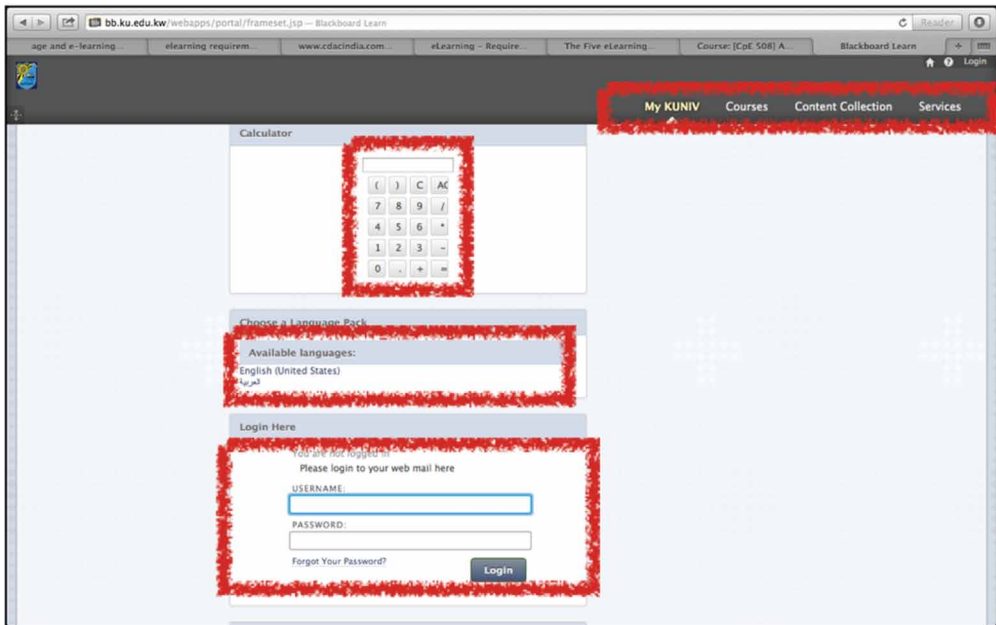 bb.ku.edu.kw/webapps/portal/frameset.jsp — Blackboard Learn
Reader
age and e-learning...
elearning requirem...
www.cdacindia.com...
eLearning – Require...
The Five eLearning...
Course: [CpE 508] A...
Blackboard Learn
Login
My KUNIV
Courses
Content Collection
Services
Calculator
( ) C AC
7 8 9 /
4 5 6 *
1 2 3 -
0 . + =
Choose a Language Pack
Available languages:
English (United States)
العربية
Login Here
You are not logged in
Please login to your web mail here
USERNAME:
PASSWORD:
Forgot Your Password?
Login